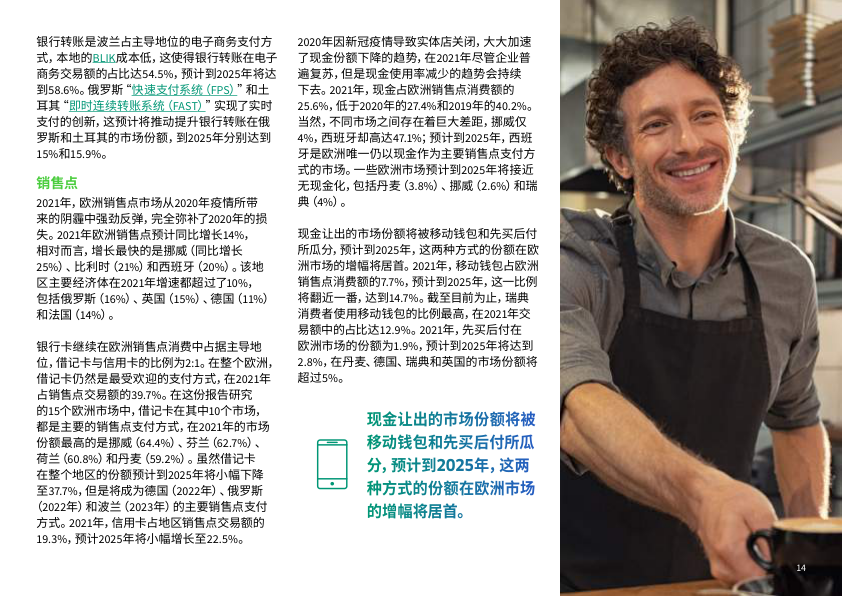 银行转账是波兰占主导地位的电子商务支付方
式，本地的BLIK成本低，这使得银行转账在电子
商务交易额的占比达54.5%，预计到2025年将达
到58.6%。俄罗斯“快速支付系统（FPS）”和土
耳其“即时连续转账系统（FAST）”实现了实时
支付的创新，这预计将推动提升银行转账在俄
罗斯和土耳其的市场份额，到2025年分别达到
15%和15.9%。
销售点
2021年，欧洲销售点市场从2020年疫情所带
来的阴霾中强劲反弹，完全弥补了2020年的损
失。2021年欧洲销售点预计同比增长14%，
相对而言，增长最快的是挪威（同比增长
25%）、比利时（21%）和西班牙（20%）。该地
区主要经济体在2021年增速都超过了10%，
包括俄罗斯（16%）、英国（15%）、德国（11%）
和法国（14%）。
银行卡继续在欧洲销售点消费中占据主导地
位，借记卡与信用卡的比例为2:1。在整个欧洲，
借记卡仍然是最受欢迎的支付方式，在2021年
占销售点交易额的39.7%。在这份报告研究
的15个欧洲市场中，借记卡在其中10个市场，
都是主要的销售点支付方式，在2021年的市场
份额最高的是挪威（64.4%）、芬兰（62.7%）、
荷兰（60.8%）和丹麦（59.2%）。虽然借记卡
在整个地区的份额预计到2025年将小幅下降
至37.7%，但是将成为德国（2022年）、俄罗斯
（2022年）和波兰（2023年）的主要销售点支付
方式。2021年，信用卡占地区销售点交易额的
19.3%，预计2025年将小幅增长至22.5%。
2020年因新冠疫情导致实体店关闭，大大加速
了现金份额下降的趋势，在2021年尽管企业普
遍复苏，但是现金使用率减少的趋势会持续
下去。2021年，现金占欧洲销售点消费额的
25.6%，低于2020年的27.4%和2019年的40.2%。
当然，不同市场之间存在着巨大差距，挪威仅
4%，西班牙却高达47.1%；预计到2025年，西班
牙是欧洲唯一仍以现金作为主要销售点支付方
式的市场。一些欧洲市场预计到2025年将接近
无现金化，包括丹麦（3.8%）、挪威（2.6%）和瑞
典（4%）。
现金让出的市场份额将被移动钱包和先买后付
所瓜分，预计到2025年，这两种方式的份额在欧
洲市场的增幅将居首。2021年，移动钱包占欧洲
销售点消费额的7.7%，预计到2025年，这一比例
将翻近一番，达到14.7%。截至目前为止，瑞典
消费者使用移动钱包的比例最高，在2021年交
易额中的占比达12.9%。2021年，先买后付在
欧洲市场的份额为1.9%，预计到2025年将达到
2.8%，在丹麦、德国、瑞典和英国的市场份额将
超过5%。
现金让出的市场份额将被
移动钱包和先买后付所瓜
分，预计到2025年，这两
种方式的份额在欧洲市场
的增幅将居首。
14